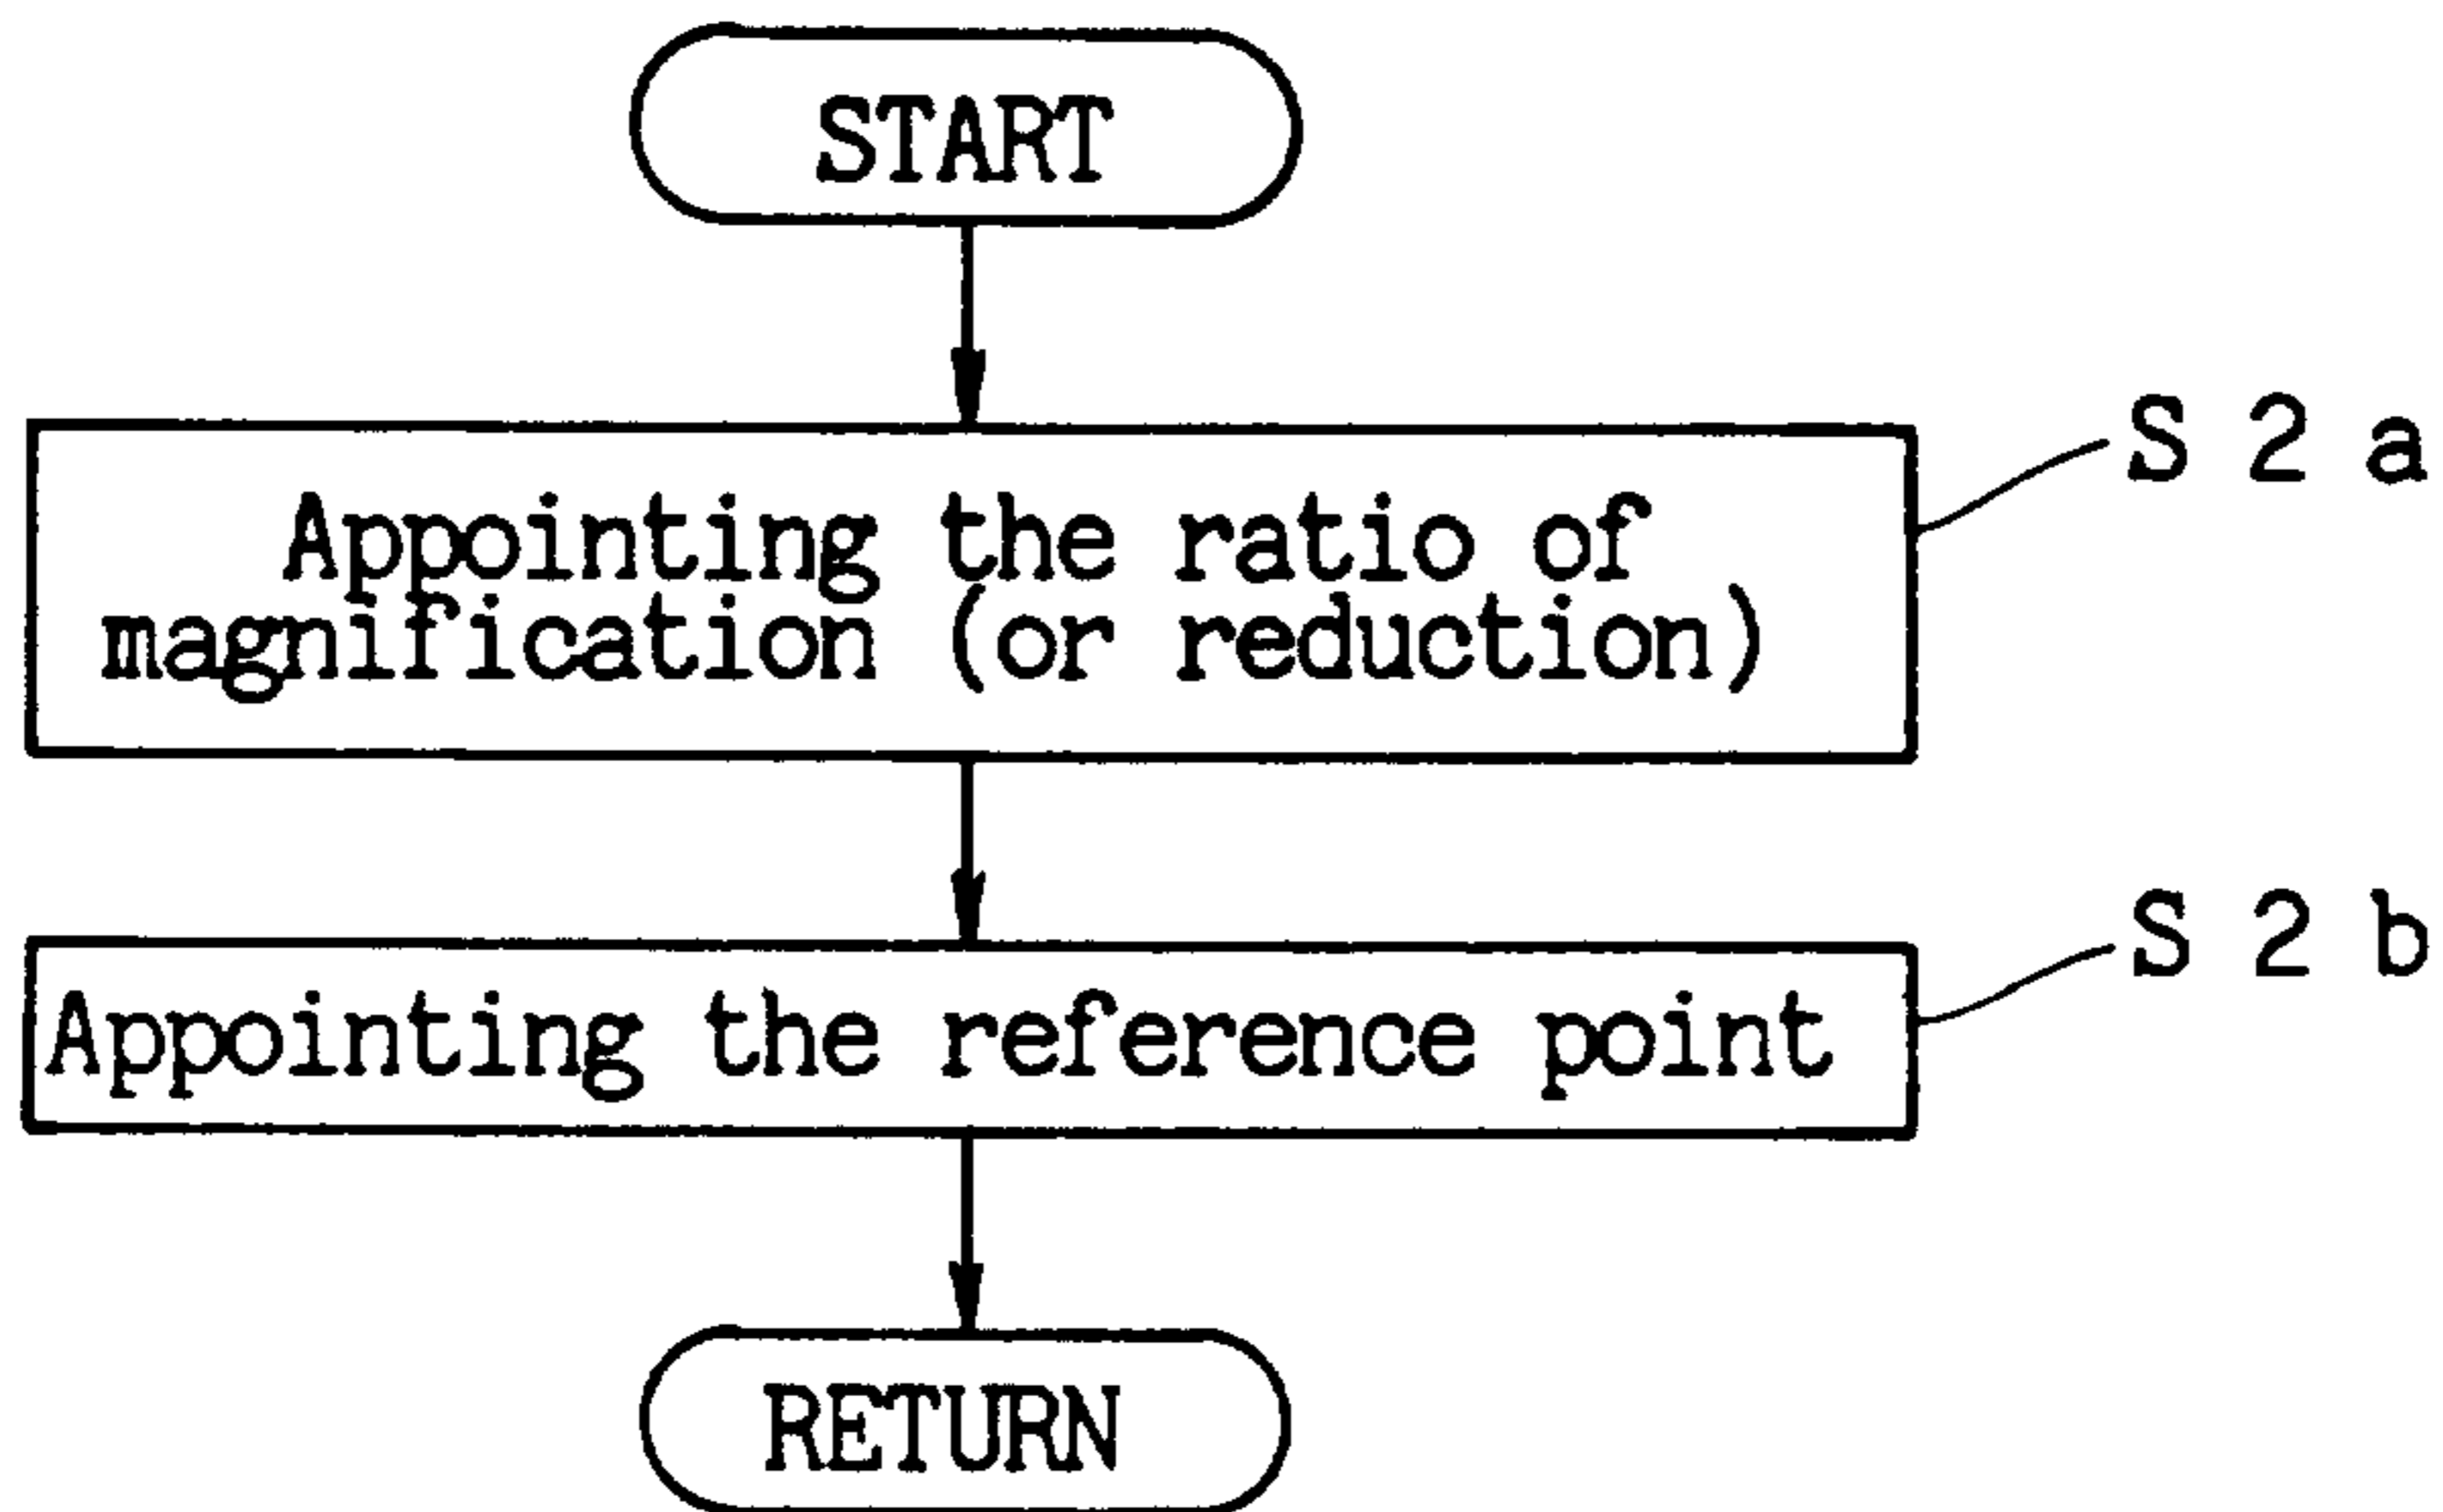 START
S 2 a
Appointing the ratio of
magnification (or reduction)
S 2 b
Appointing the reference point
RETURN